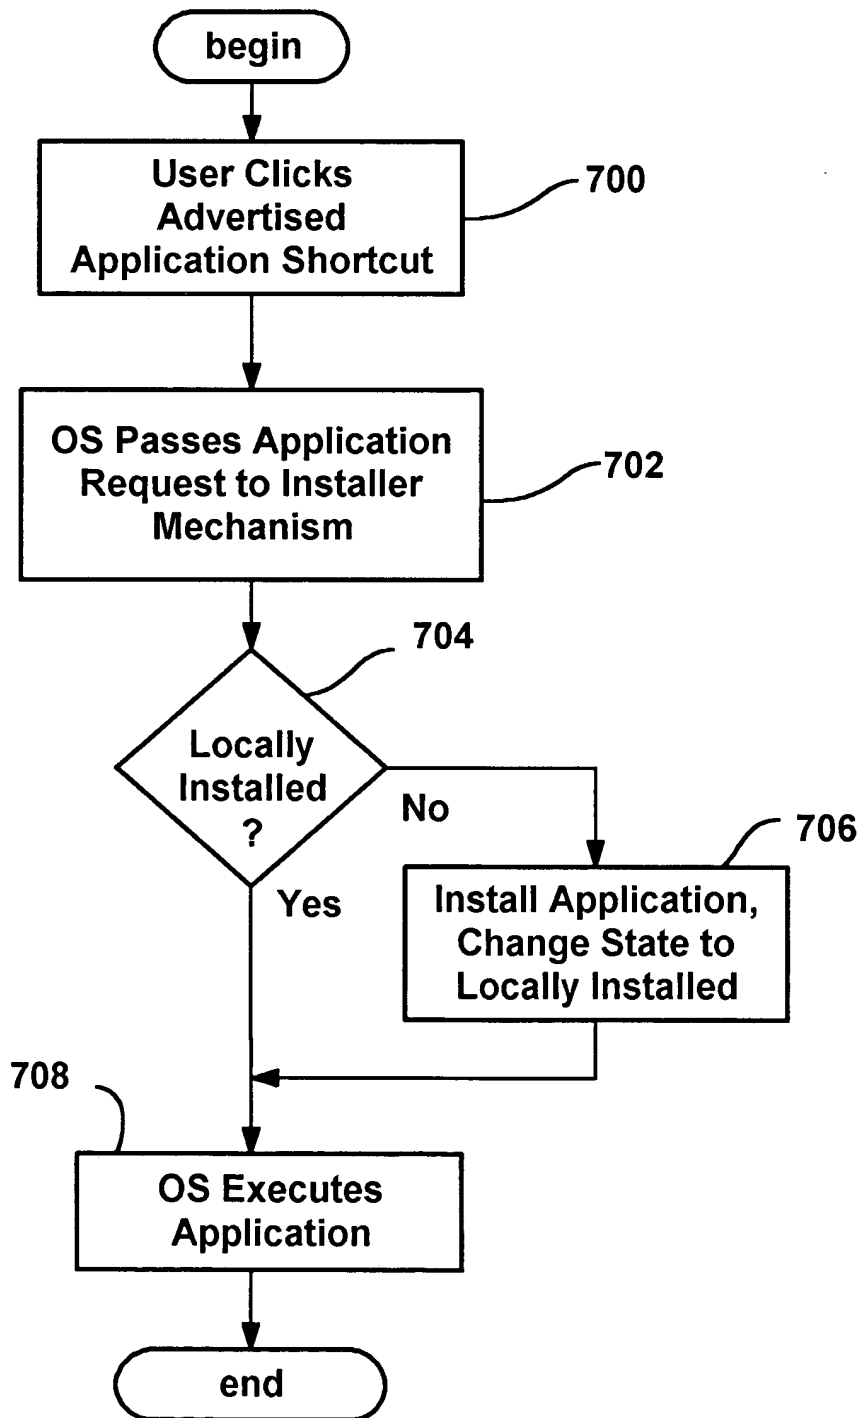 begin
User Clicks
Advertised
Application Shortcut
700
OS Passes Application
Request to Installer
Mechanism
702
704
Locally
Installed
?
No
Yes
706
Install Application,
Change State to
Locally Installed
708
OS Executes
Application
end